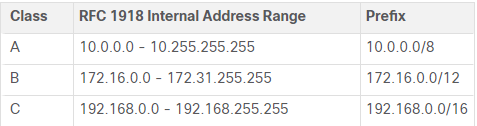 Class RFC 1918 Internal Address Range Prefix
A 10.0.0.0 - 10.255.255.255 10.0.0.0/8
B 172.16.0.0 - 172.31.255.255 172.16.0.0/12
C 192.168.0.0 - 192.168.255.255 192.168.0.0/16